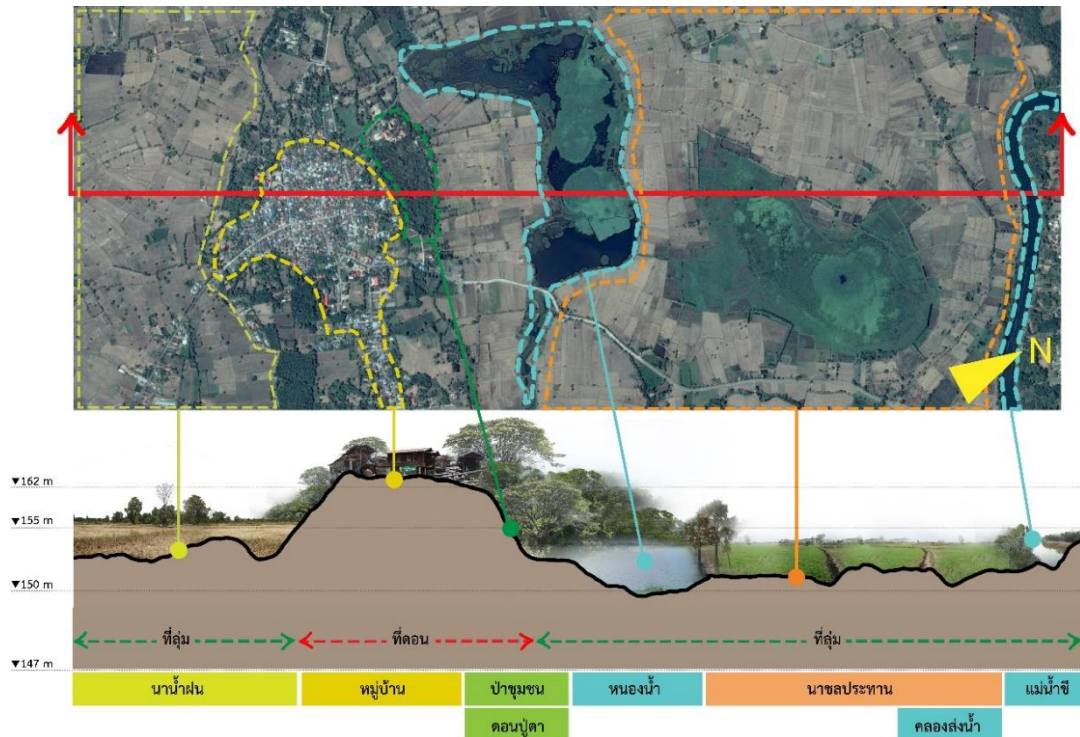 N
▼162 m
▼155 m
▼150 m
ที่ลุ่ม ที่ดอน ที่ลุ่ม
▼147 m
นาน้ำฝน หมู่บ้าน ป่าชุมชน หนองน้ำ นาชลประทาน แม่น้ำชี
ดอนปู่ตา คลองส่งน้ำ